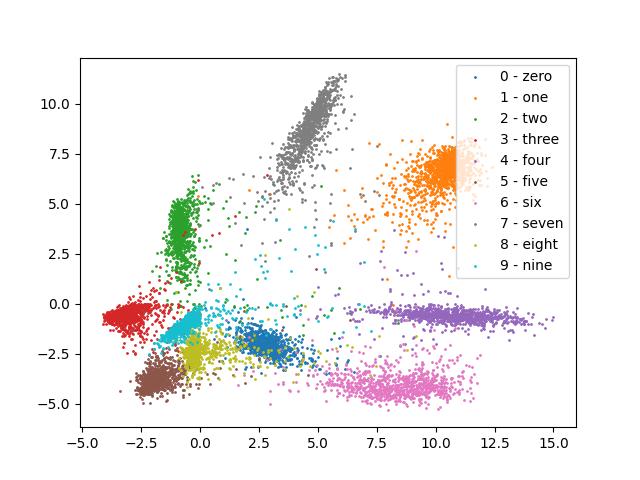 10.0
7.5
5.0
2.5
0.0
−2.5
−5.0
−5.0
−2.5
0.0
2.5
5.0
7.5
10.0
12.5
15.0
0 - zero
1 - one
2 - two
3 - three
4 - four
5 - five
6 - six
7 - seven
8 - eight
9 - nine